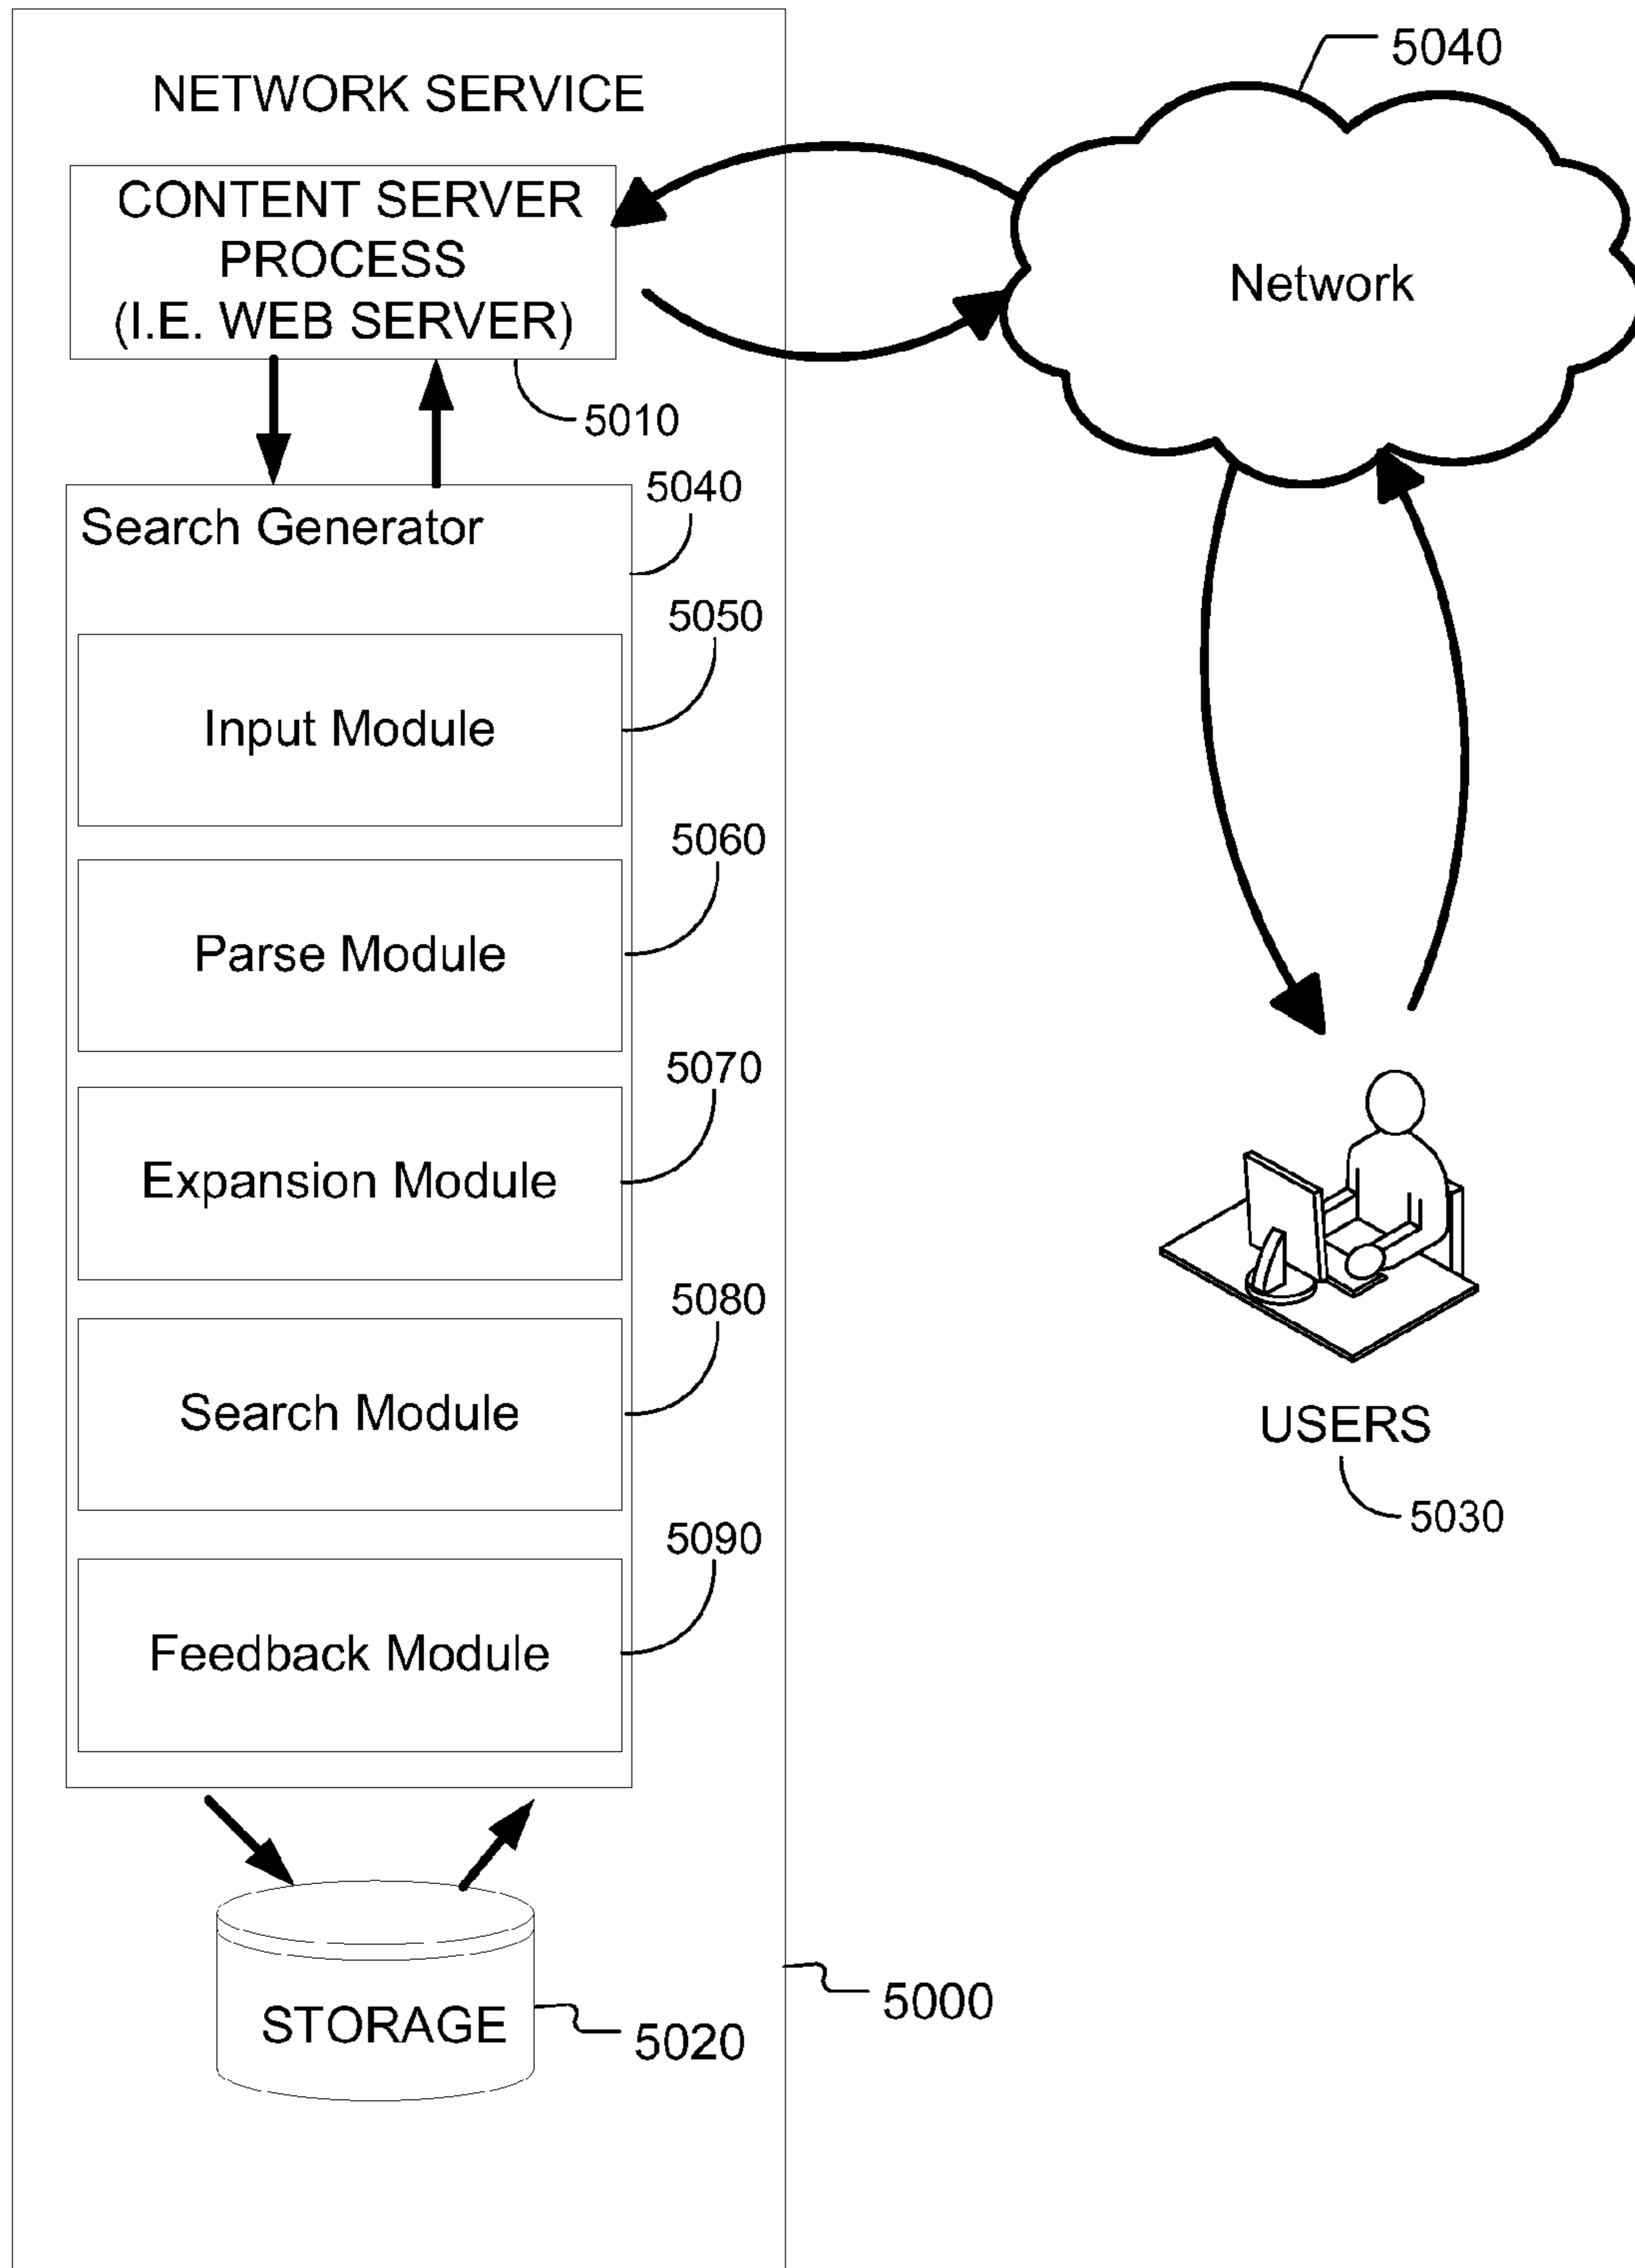 NETWORK SERVICE
CONTENT SERVER
PROCESS
(I.E. WEB SERVER)
5010
5040
Network
5040
Search Generator
5050
Input Module
5060
Parse Module
5070
Expansion Module
5080
Search Module
5090
Feedback Module
USERS
5030
STORAGE
5020
5000